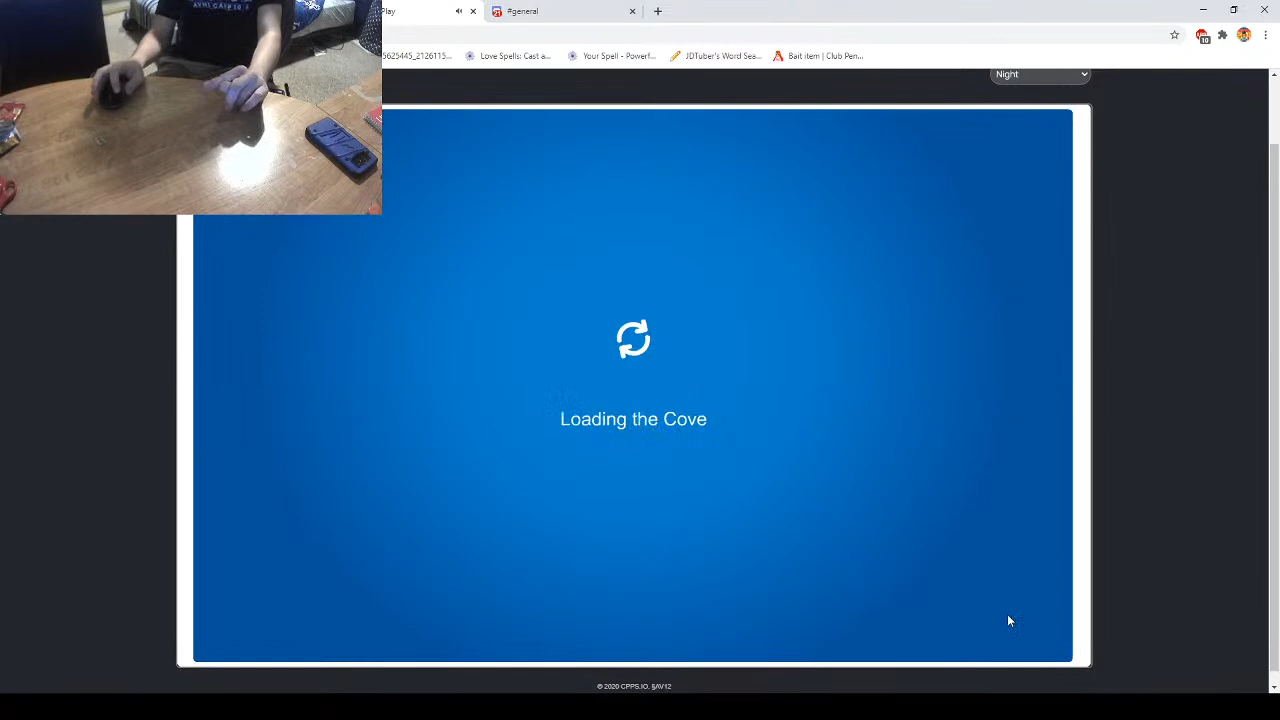 Play
#general
10
5625445_2126115...
Love Spells: Cast a ...
Your Spell - Powerf...
JDTuber's Word Sea...
Bait item | Club Pen...
Night
Loading the Cove
© 2020 CPPS.IO.